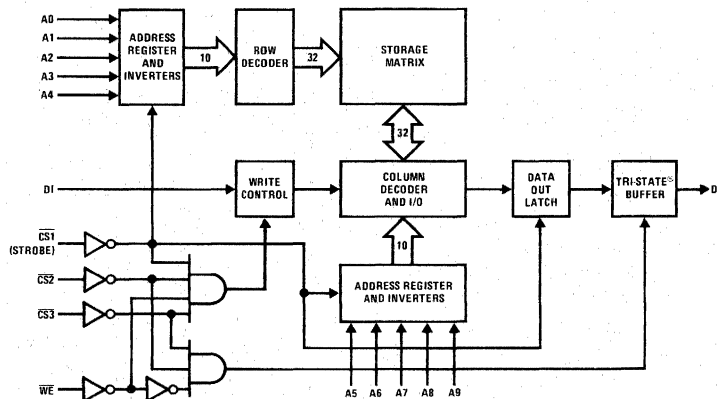 A0
A1
A2
A3
A4
ADDRESS
REGISTER
AND
INVERTERS
10
ROW
DECODER
32
STORAGE
MATRIX
32
DI
WRITE
CONTROL
COLUMN
DECODER
AND I/O
DATA
OUT
LATCH
TRI-STATE®
BUFFER
D
CS1
(STROBE)
CS2
CS3
WE
10
ADDRESS REGISTER
AND INVERTERS
A5 A6 A7 A8 A9